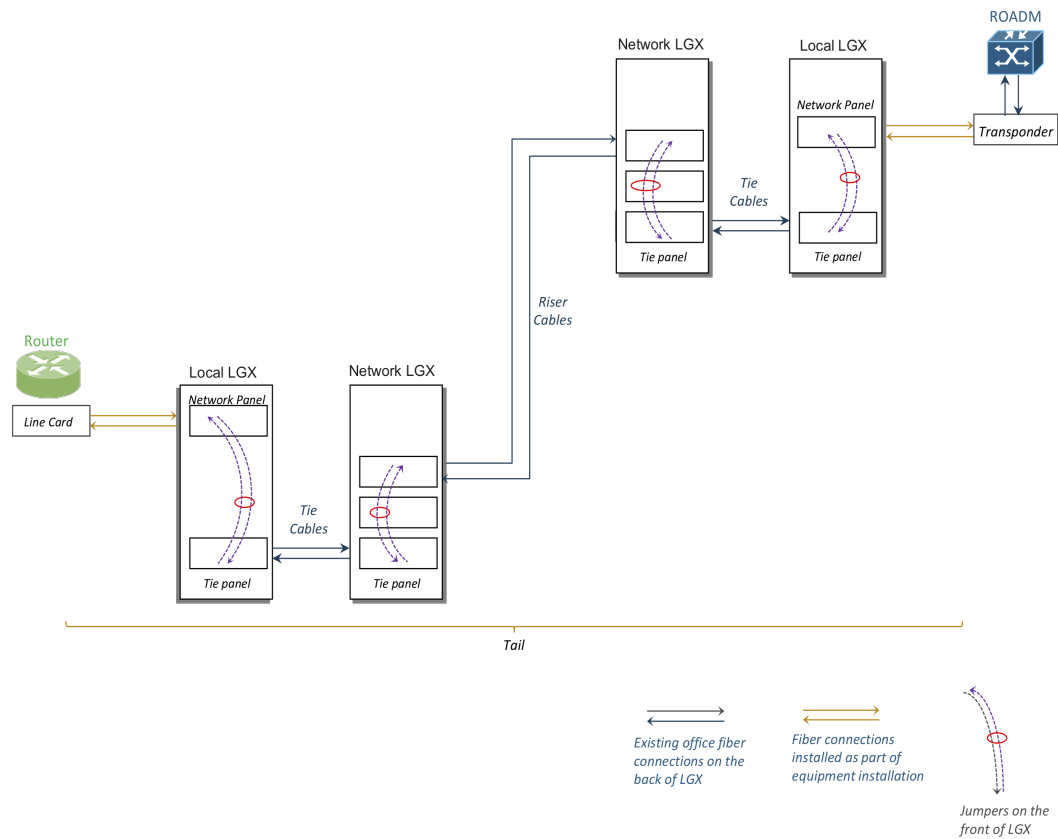 ROADM
Network LGX
Local LGX
Network Panel
Transponder
Tie
Cables
Tie panel
Tie panel
Riser
Cables
Router
Local LGX
Network LGX
Network Panel
Line Card
Tie
Cables
Tie panel
Tie panel
Tail
Existing office fiber
connections on the
back of LGX
Fiber connections
installed as part of
equipment installation
Jumpers on the
front of LGX